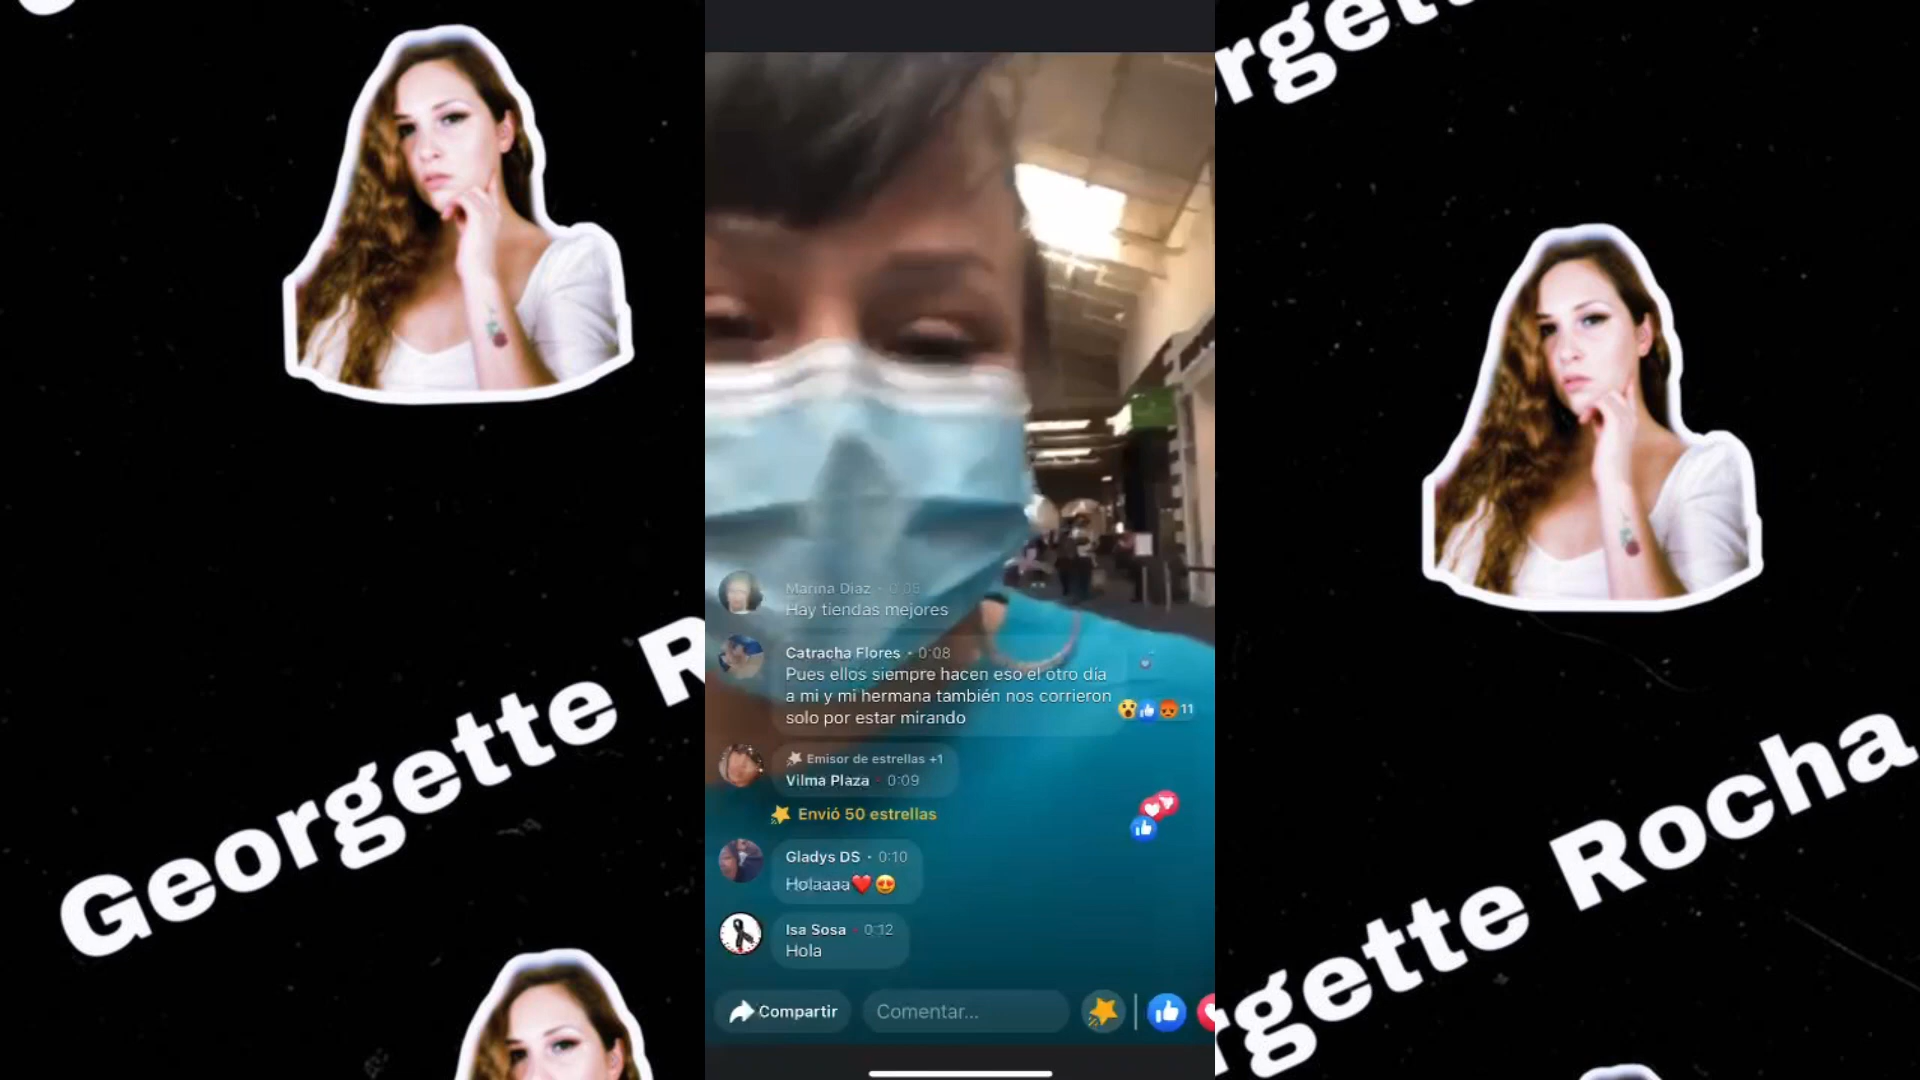 Georgette R
rgette
Marina Diaz · 0:05
Hay tiendas mejores
Catracha Flores · 0:08
Pues ellos siempre hacen eso el otro día
a mi y mi hermana también nos corrieron
solo por estar mirando
11
Emisor de estrellas +1
Vilma Plaza · 0:09
Envió 50 estrellas
Gladys DS · 0:10
Holaaaa❤️😍
Isa Sosa · 0:12
Hola
Compartir
Comentar...
rgette Rocha